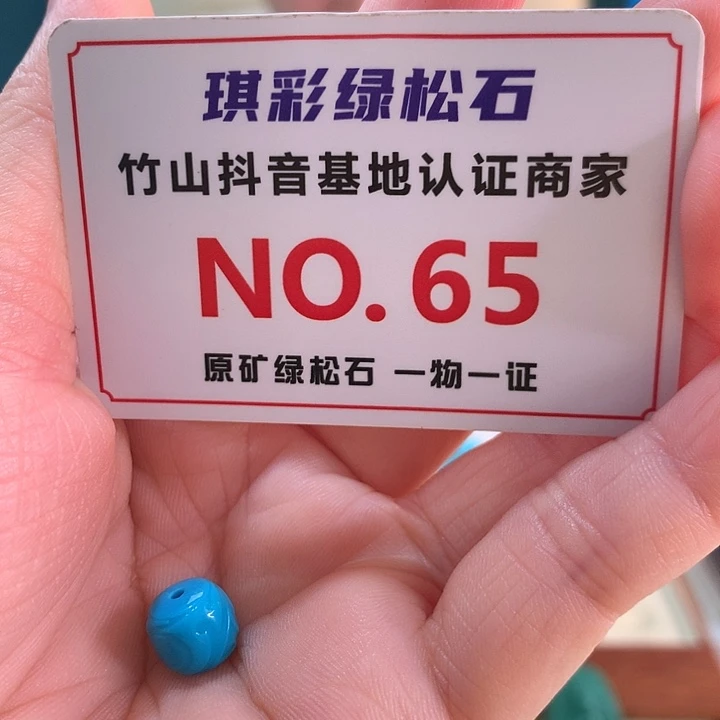 琪彩绿松石
竹山抖音基地认证商家
NO.65
原矿绿松石 一物一证